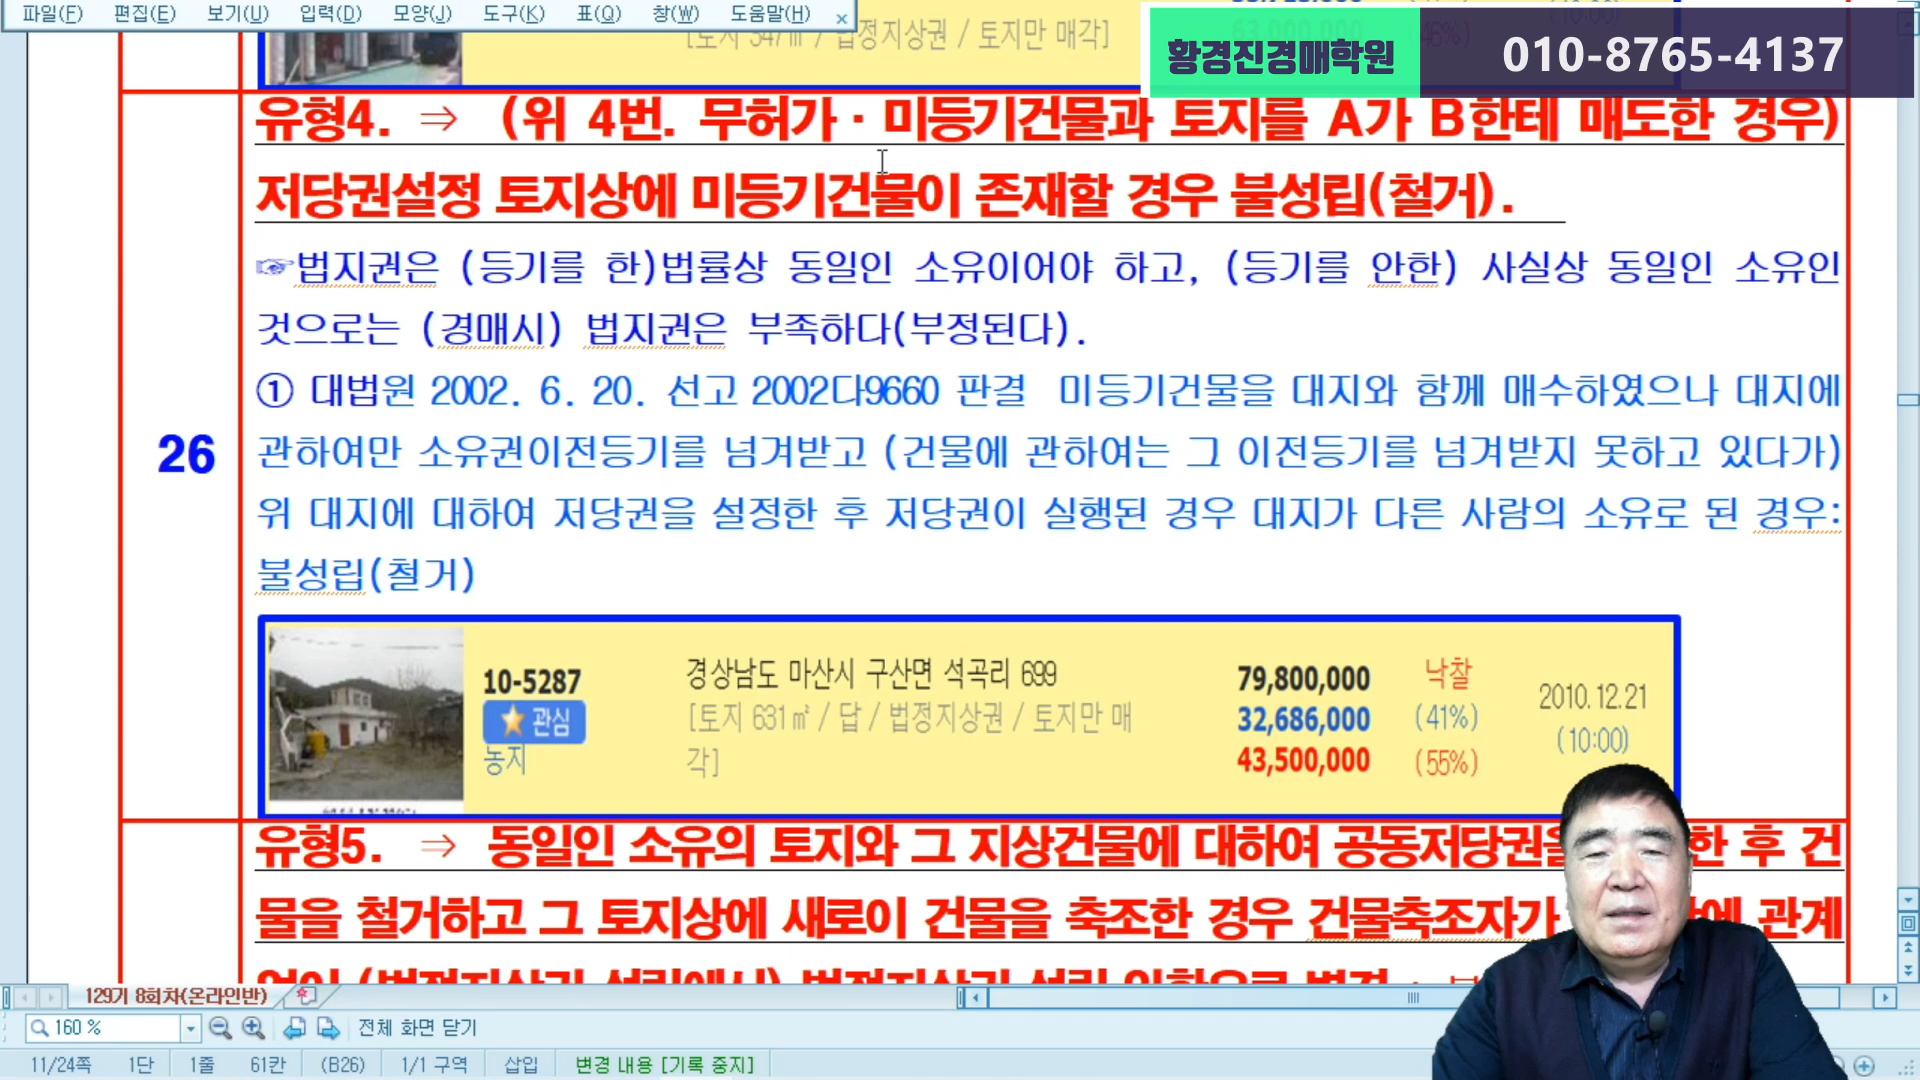 파일(F) 편집(E) 보기(U) 입력(D) 모양(J) 도구(K) 표(Q) 창(W) 도움말(H)
[토지 347㎡ / 법정지상권 / 토지만 매각]
63,000,000 (46%) (10:00)
황경진경매학원 010-8765-4137
유형4. ⇒ (위 4번. 무허가·미등기건물과 토지를 A가 B한테 매도한 경우)
저당권설정 토지상에 미등기건물이 존재할 경우 불성립(철거).
☞법지권은 (등기를 한)법률상 동일인 소유이어야 하고, (등기를 안한) 사실상 동일인 소유인
것으로는 (경매시) 법지권은 부족하다(부정된다).
26
① 대법원 2002. 6. 20. 선고 2002다9660 판결 미등기건물을 대지와 함께 매수하였으나 대지에
관하여만 소유권이전등기를 넘겨받고 (건물에 관하여는 그 이전등기를 넘겨받지 못하고 있다가)
위 대지에 대하여 저당권을 설정한 후 저당권이 실행된 경우 대지가 다른 사람의 소유로 된 경우:
불성립(철거)
10-5287
관심
농지
경상남도 마산시 구산면 석곡리 699
[토지 631㎡ / 답 / 법정지상권 / 토지만 매
각]
79,800,000 낙찰
32,686,000 (41%)
43,500,000 (55%)
2010.12.21
(10:00)
유형5. ⇒ 동일인 소유의 토지와 그 지상건물에 대하여 공동저당권을 한 후 건
물을 철거하고 그 토지상에 새로이 건물을 축조한 경우 건물축조자가 관계
129기 8회차(온라인반)
160 % 전체 화면 닫기
11/24쪽 1단 1줄 61칸 (B26) 1/1 구역 삽입 변경 내용 [기록 중지]